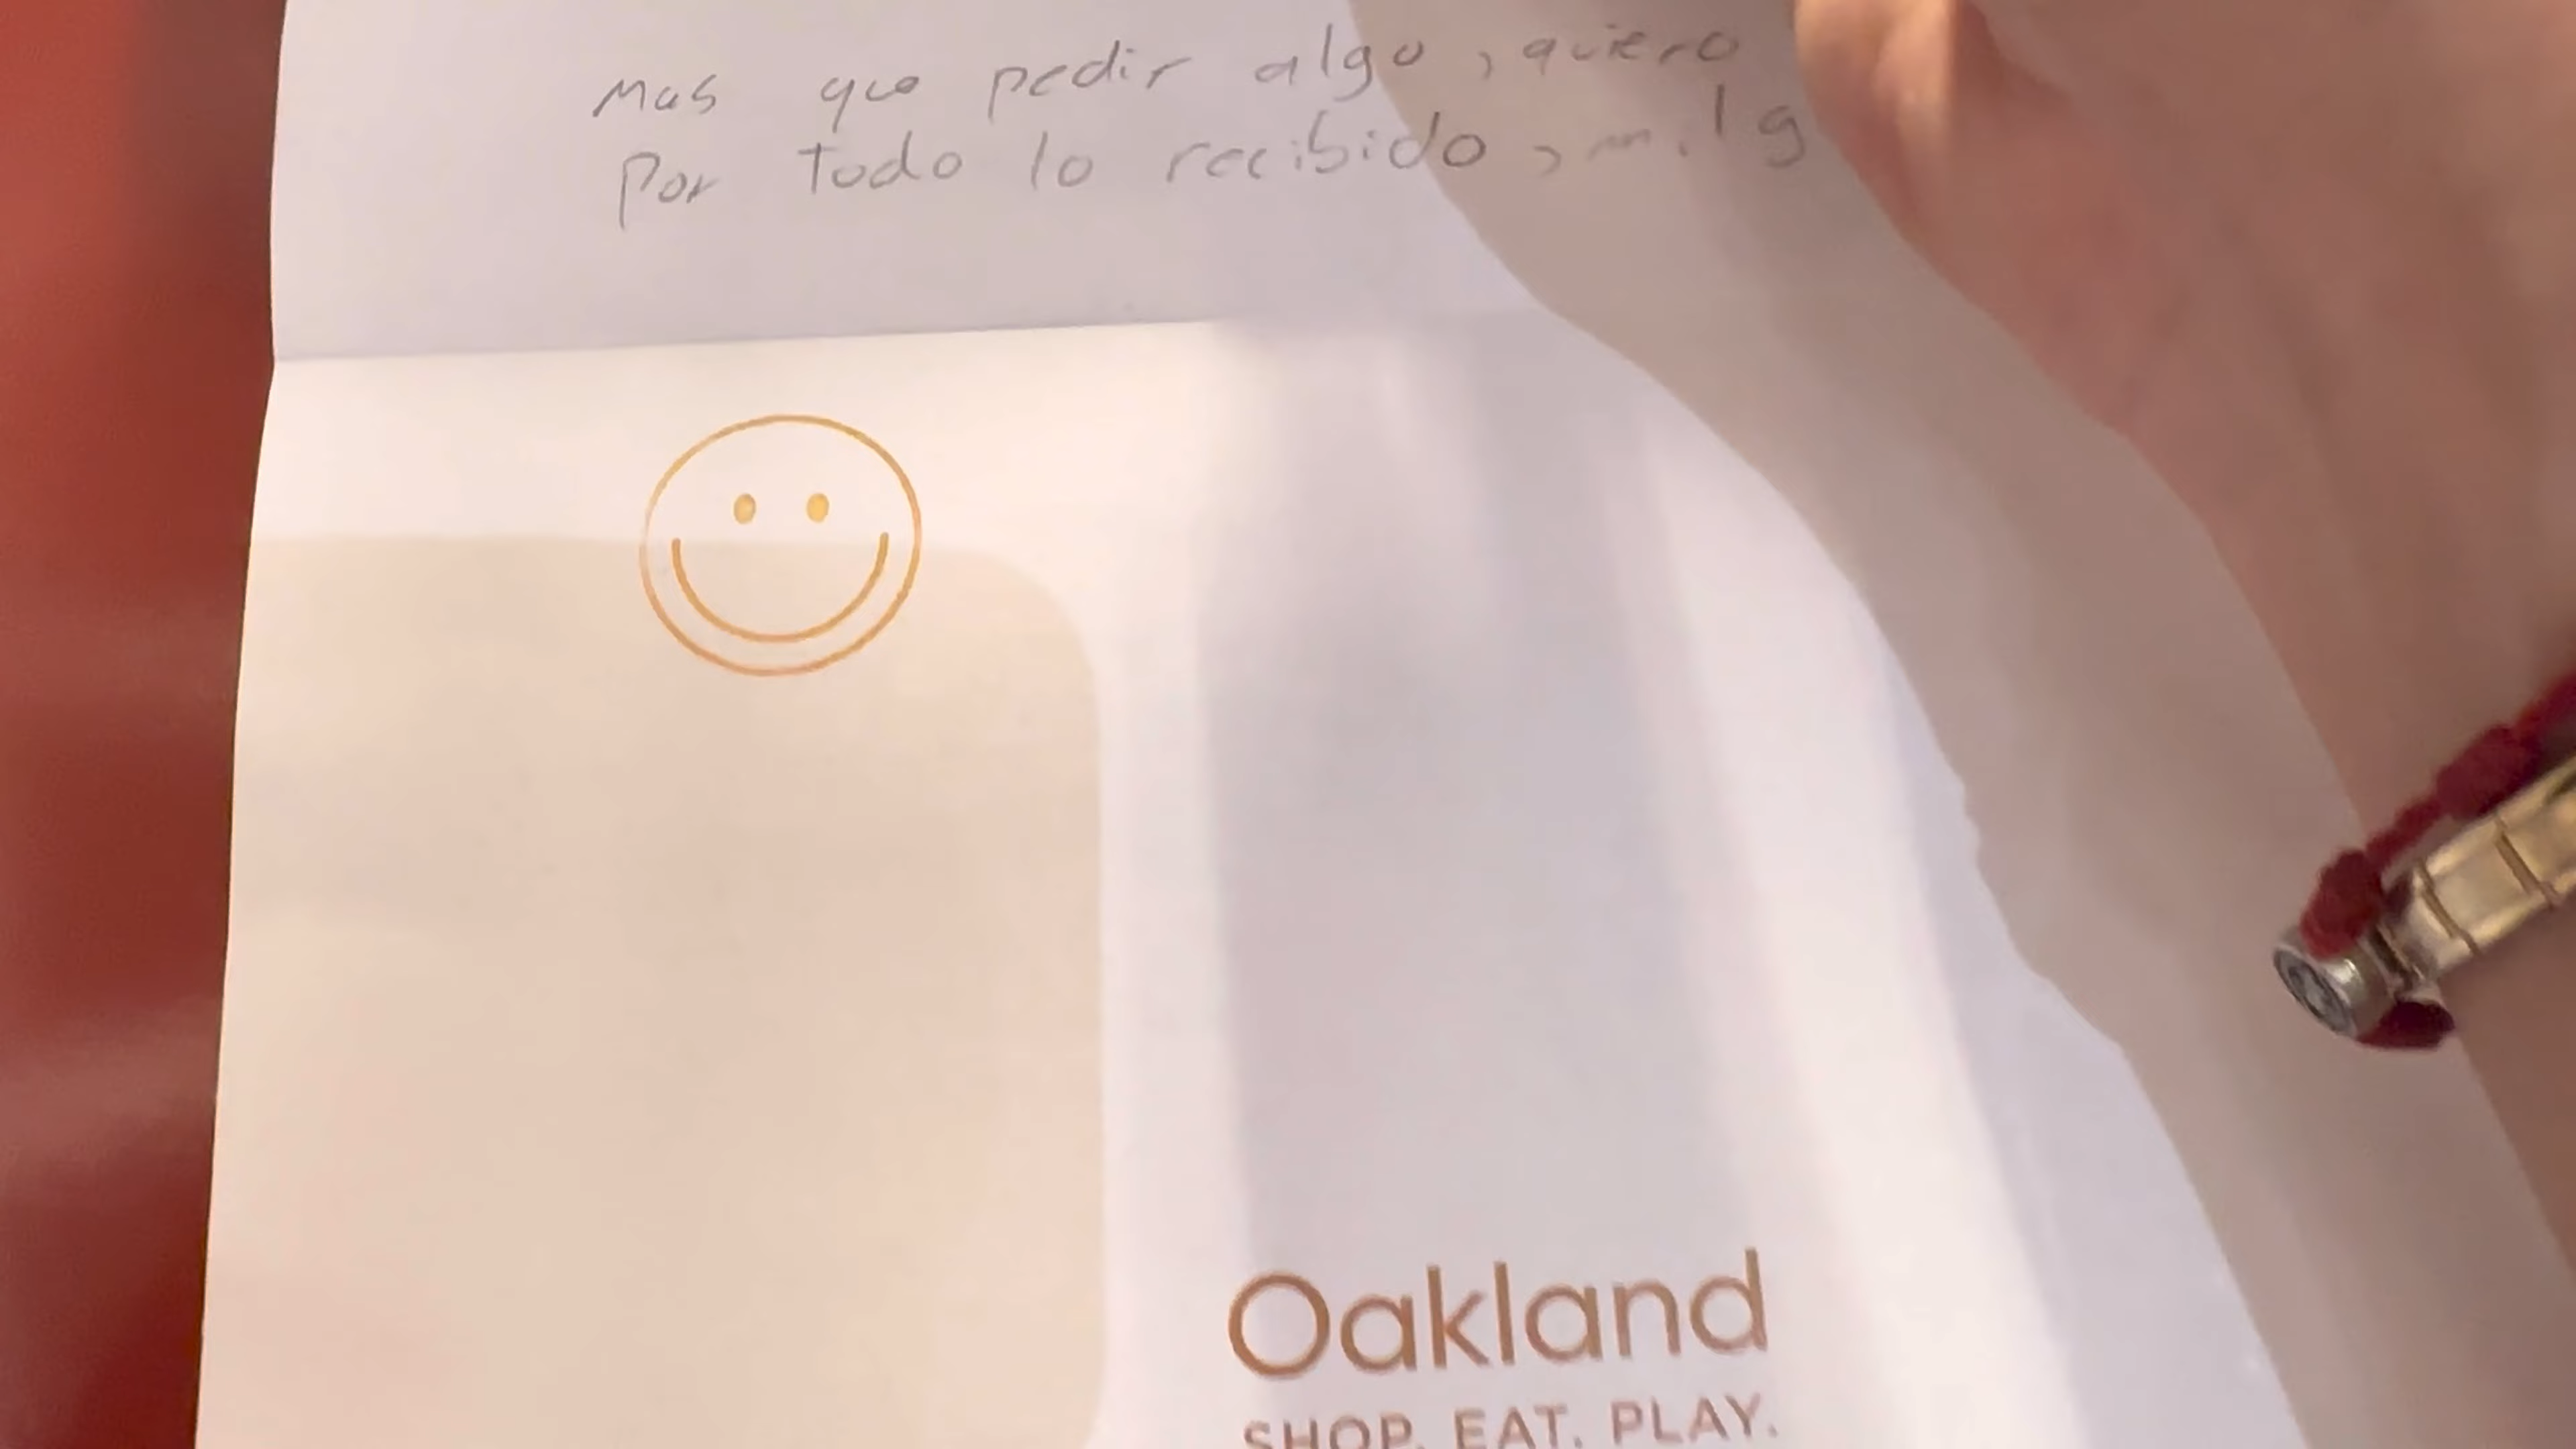 Mas que pedir algo, quiero
Por todo lo recibido, mil g
Oakland
SHOP. EAT. PLAY.